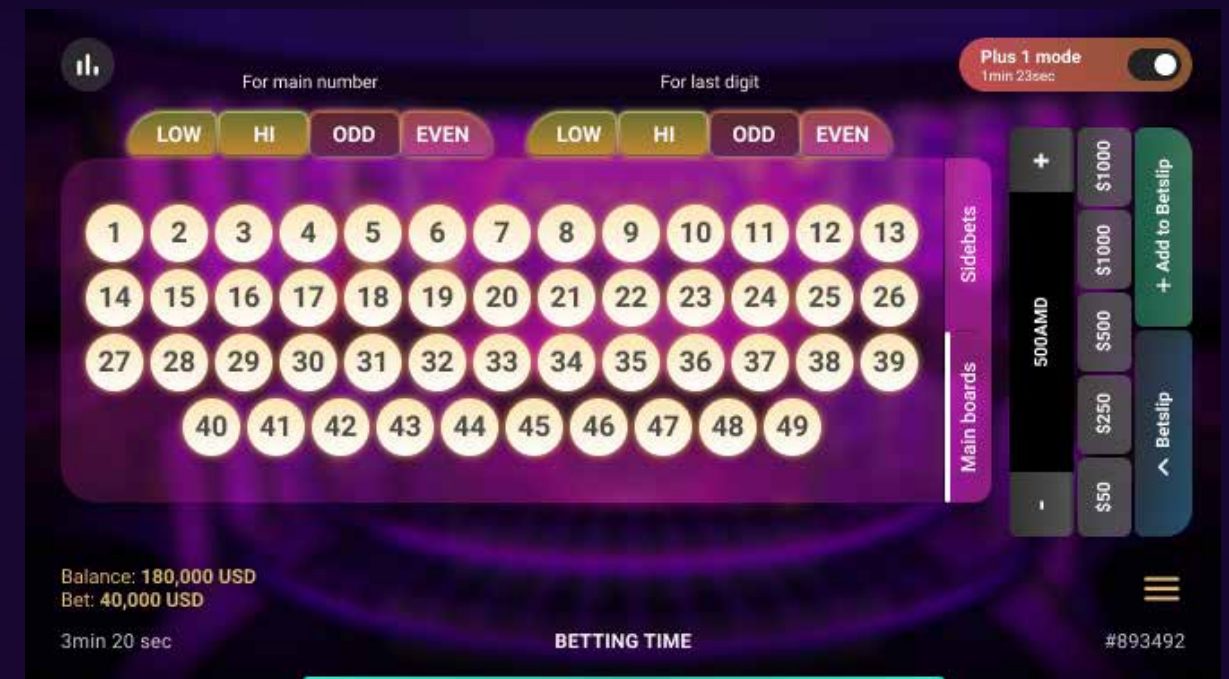 Plus 1 mode
1min 23sec
For main number
For last digit
LOW HI ODD EVEN
LOW HI ODD EVEN
1 2 3 4 5 6 7 8 9 10 11 12 13
14 15 16 17 18 19 20 21 22 23 24 25 26
27 28 29 30 31 32 33 34 35 36 37 38 39
40 41 42 43 44 45 46 47 48 49
Sidebets
Main boards
+
500AMD
-
$1000
$1000
$500
$250
$50
+ Add to Betslip
Betslip
Balance: 180,000 USD
Bet: 40,000 USD
3min 20 sec
BETTING TIME
#893492